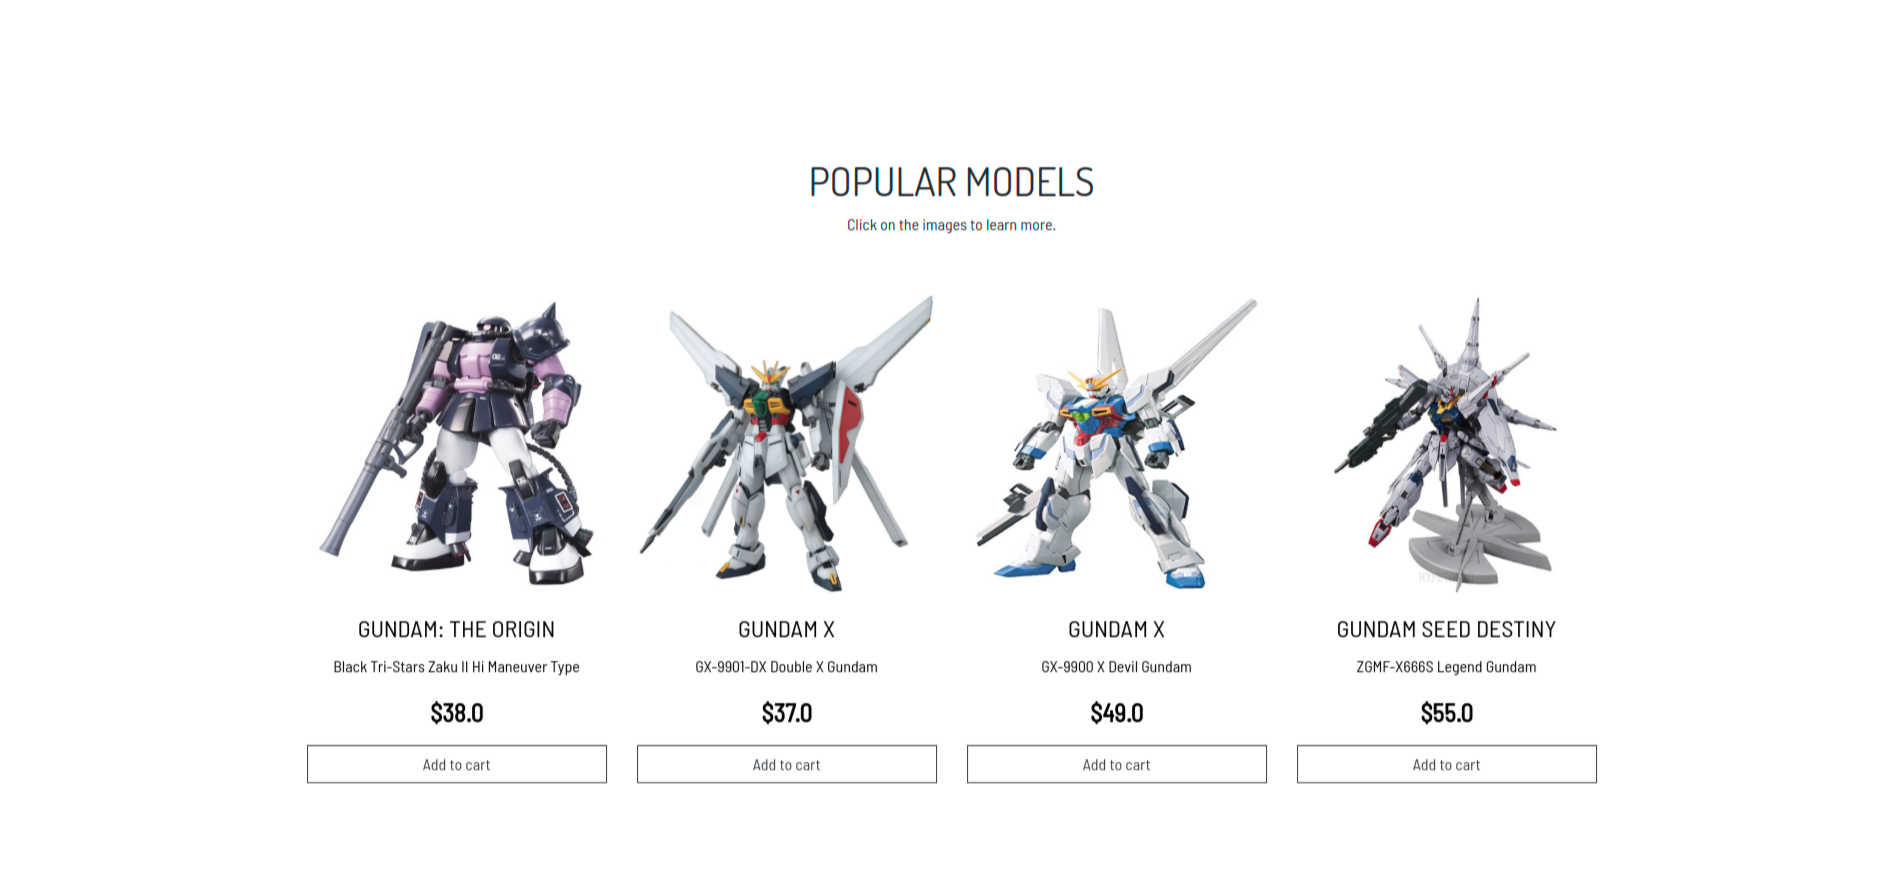 POPULAR MODELS
Click on the images to learn more.
GUNDAM: THE ORIGIN
Black Tri-Stars Zaku II Hi Maneuver Type
$38.0
Add to cart
GUNDAM X
GX-9901-DX Double X Gundam
$37.0
Add to cart
GUNDAM X
GX-9900 X Devil Gundam
$49.0
Add to cart
GUNDAM SEED DESTINY
ZGMF-X666S Legend Gundam
$55.0
Add to cart